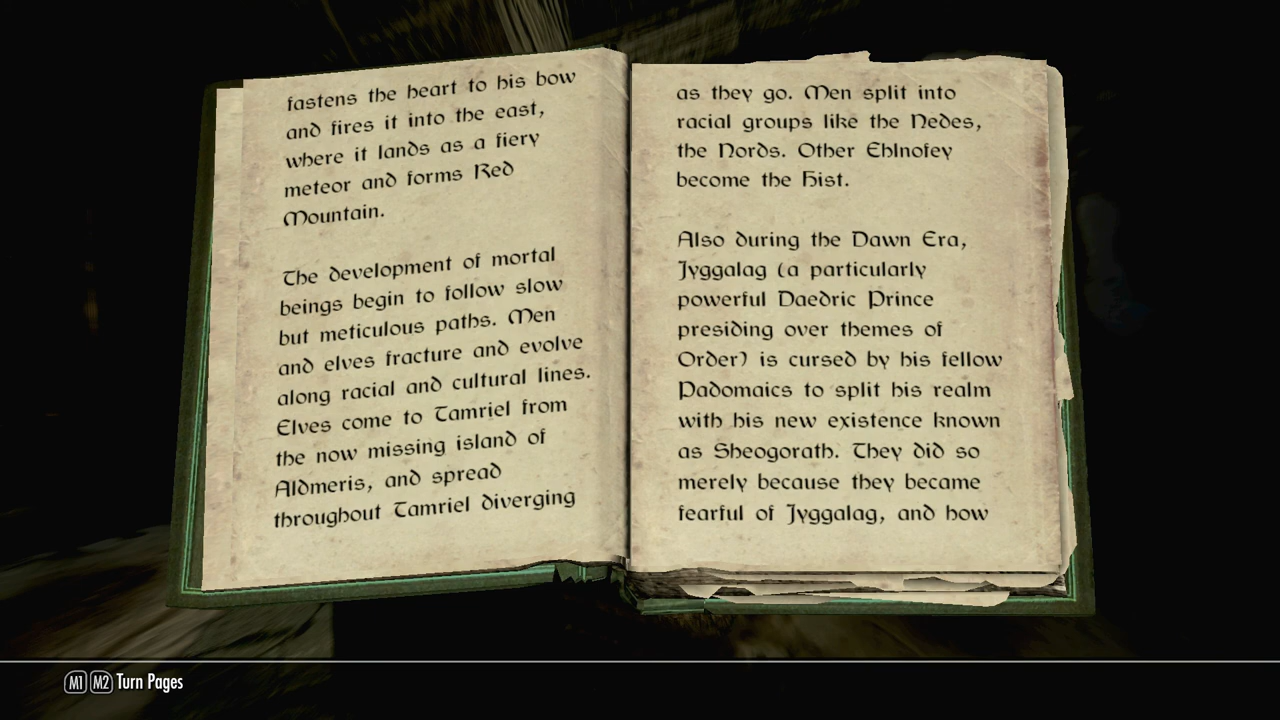 fastens the heart to his bow
and fires it into the east,
where it lands as a fiery
meteor and forms Red
Mountain.
The development of mortal
beings begin to follow slow
but meticulous paths. Men
and elves fracture and evolve
along racial and cultural lines.
Elves come to Tamriel from
the now missing island of
Aldmeris, and spread
throughout Tamriel diverging
as they go. Men split into
racial groups like the Nedes,
the Nords. Other Ehlnofey
become the Hist.
Also during the Dawn Era,
Jyggalag (a particularly
powerful Daedric Prince
presiding over themes of
Order) is cursed by his fellow
Padomaics to split his realm
with his new existence known
as Sheogorath. They did so
merely because they became
fearful of Jyggalag, and how
M1 M2 Turn Pages